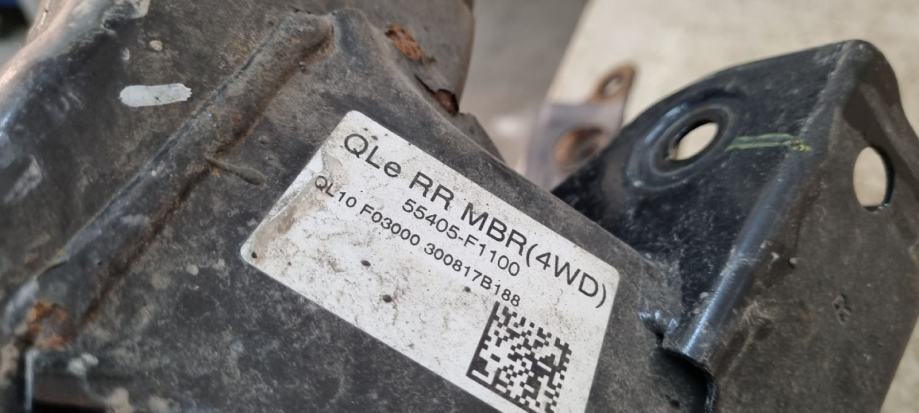 QLe RR MBR(4WD)
55405-F1100
QL10 F03000 300817B188